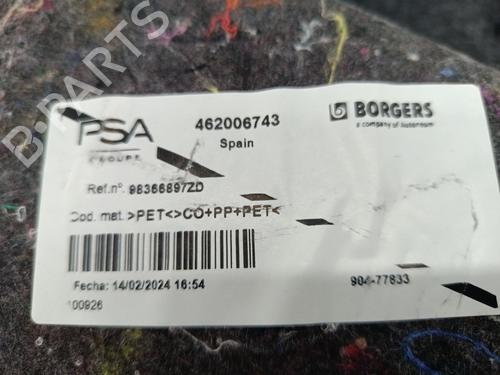 B-PARTS
PSA
GROUPE
462006743
Spain
BORGERS
a company of Autoneum
Ref.nº. 98366897ZD
Cod. mat. >PET<>CO+PP+PET<
Fecha: 14/02/2024 16:54
904-77833
100926